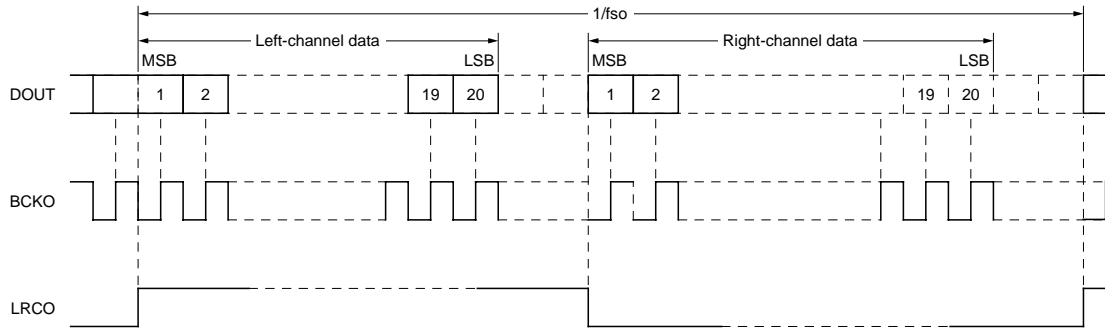 1/fso
Left-channel data
Right-channel data
MSB
LSB
MSB
LSB
DOUT
1
2
19
20
1
2
19
20
BCKO
LRCO